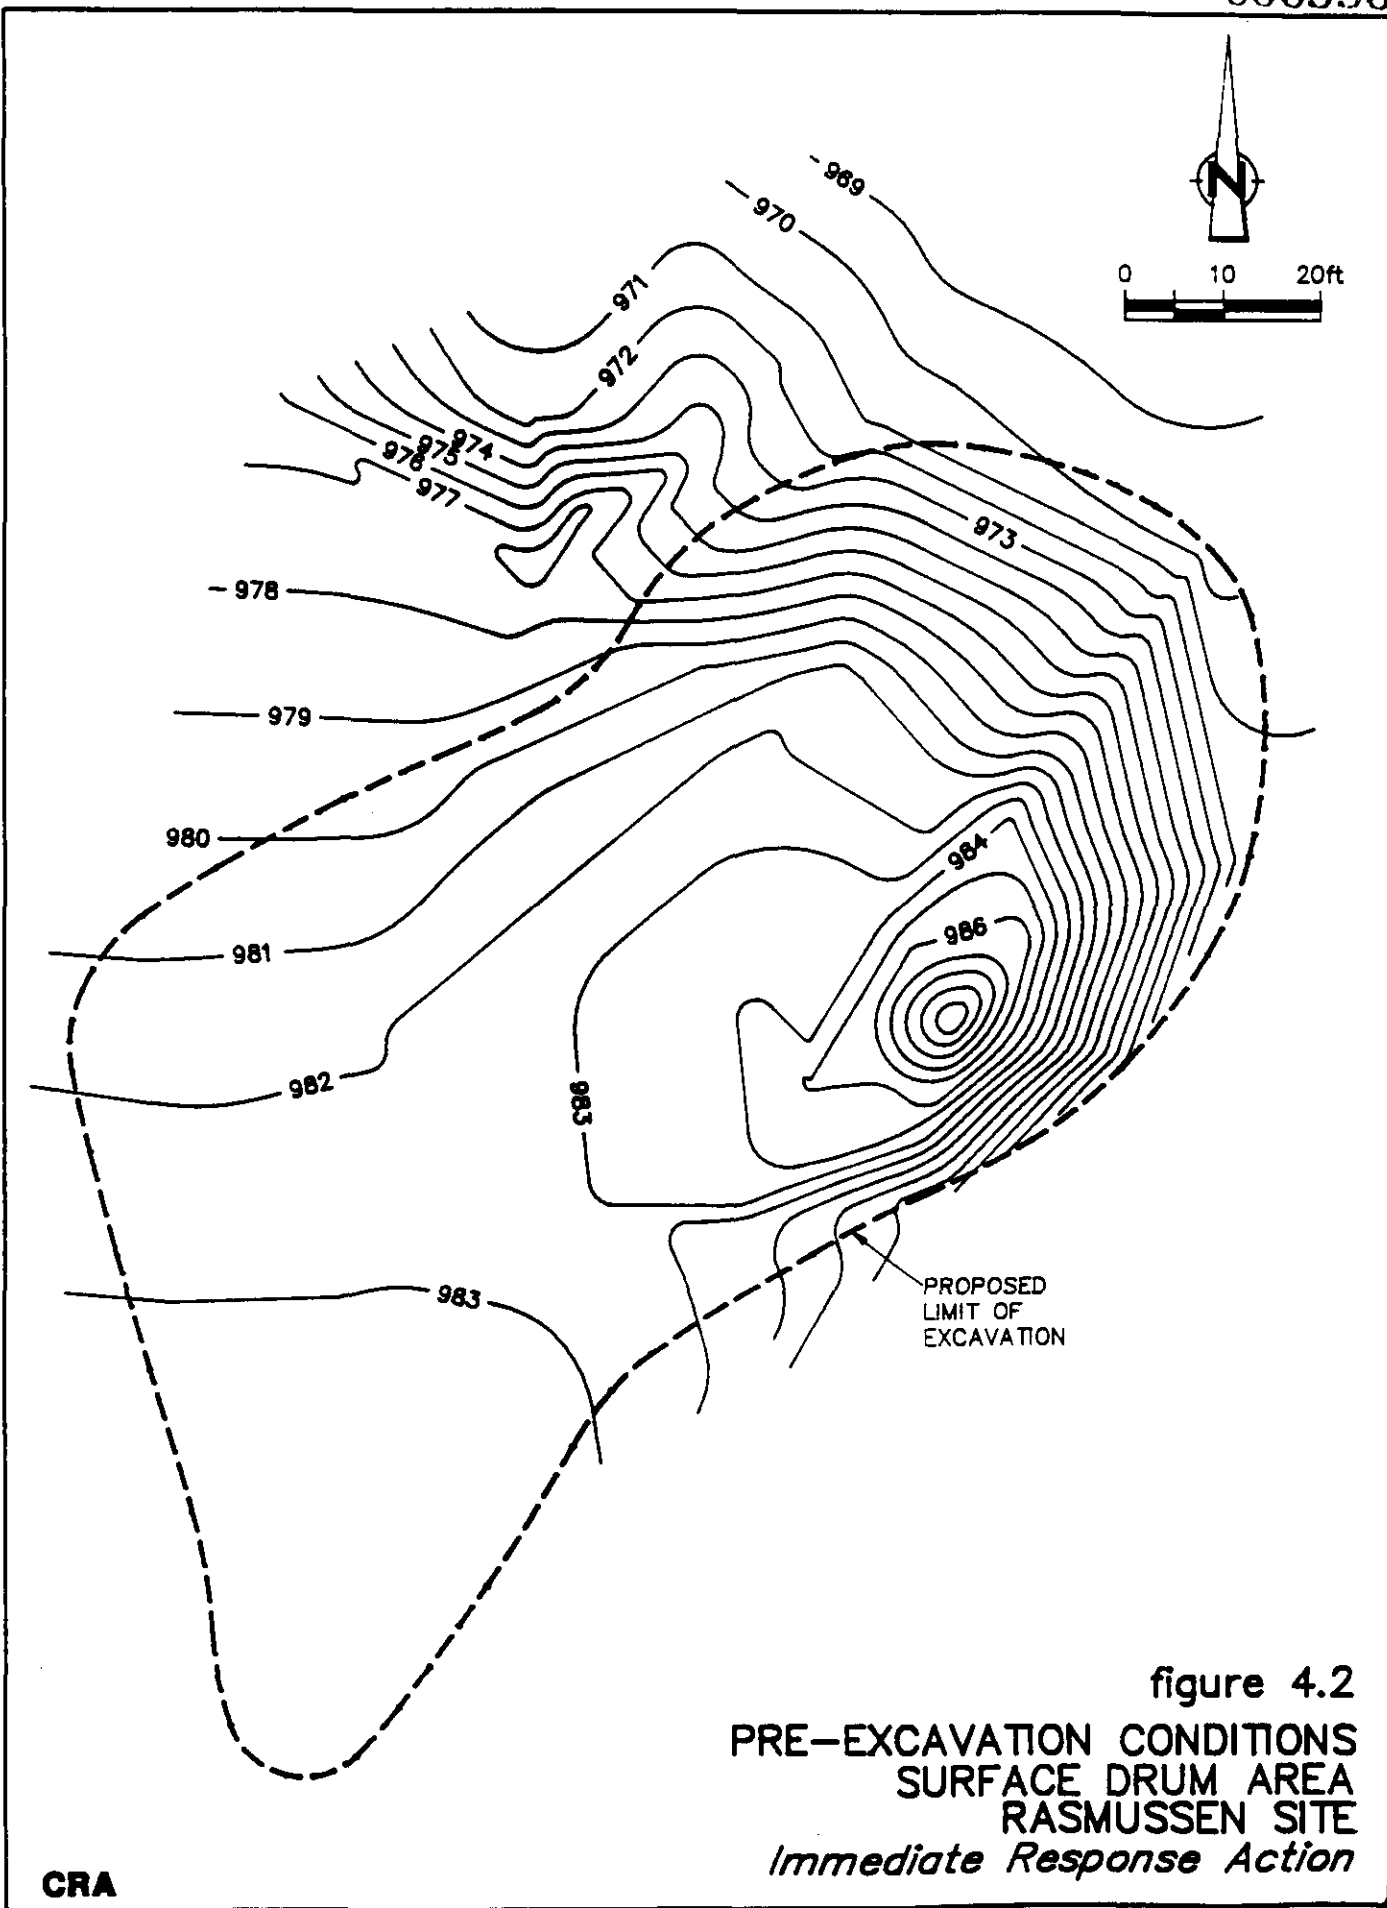 N
0 10 20ft
969
970
971
972
974
975
976
977
973
978
979
980
984
986
981
982
983
983
PROPOSED
LIMIT OF
EXCAVATION
figure 4.2
PRE-EXCAVATION CONDITIONS
SURFACE DRUM AREA
RASMUSSEN SITE
Immediate Response Action
CRA